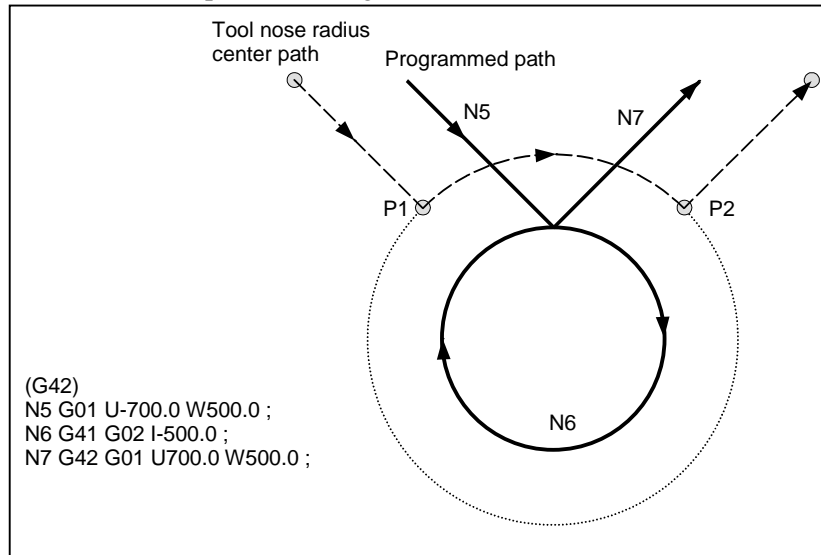 Tool nose radius
center path
Programmed path
N5
N7
P1
P2
N6
(G42)
N5 G01 U-700.0 W500.0 ;
N6 G41 G02 I-500.0 ;
N7 G42 G01 U700.0 W500.0 ;